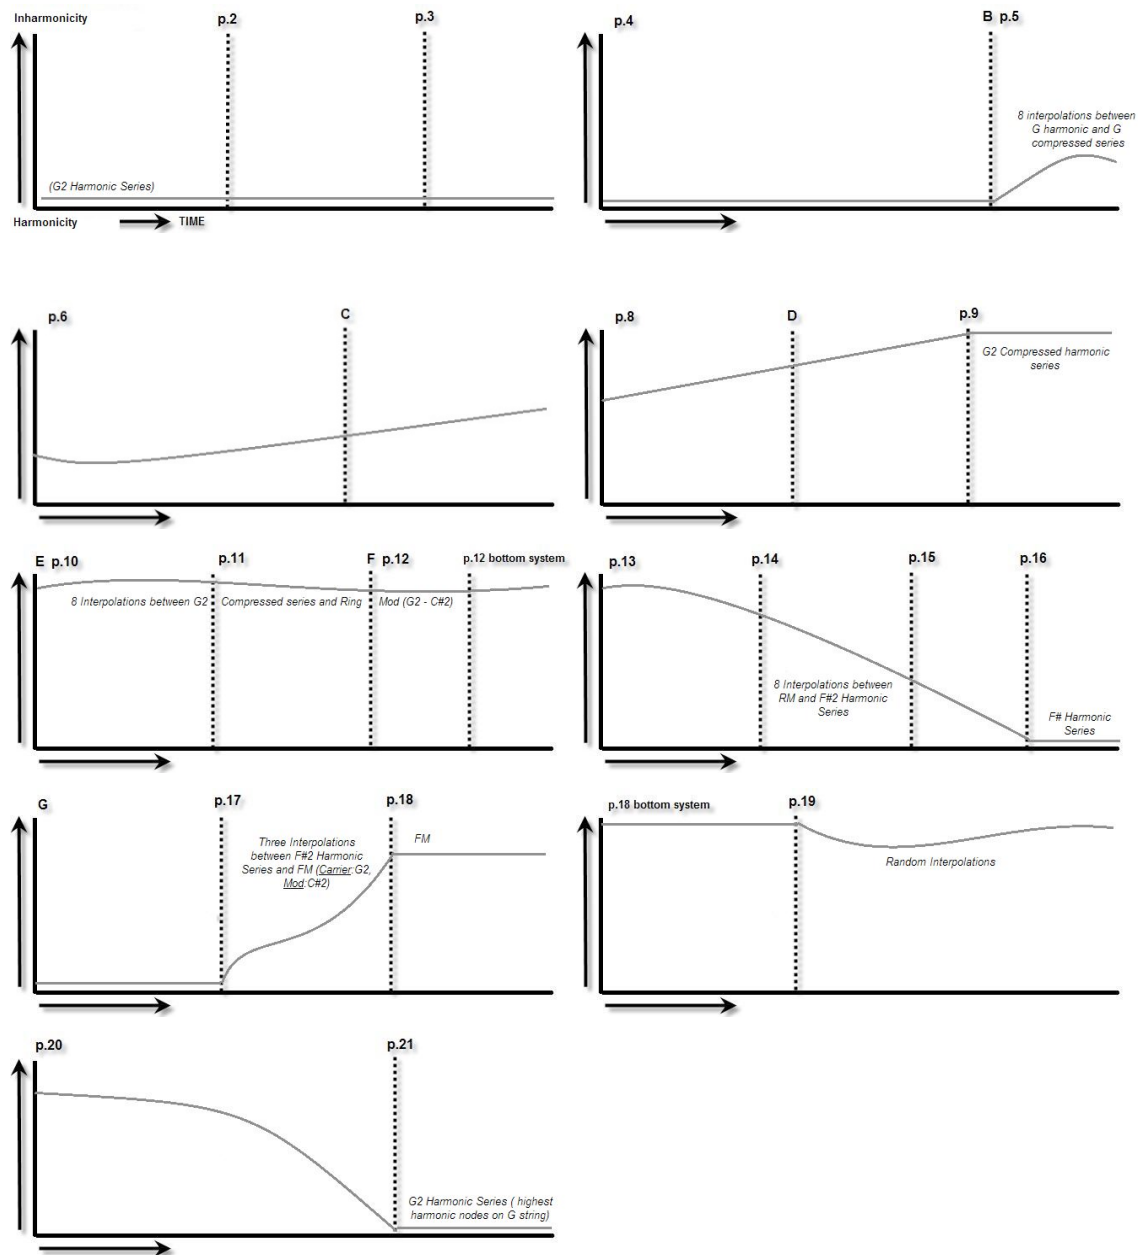 Inharmonicity
p.2
p.3
(G2 Harmonic Series)
Harmonicity
TIME
p.4
B p.5
8 interpolations between
G harmonic and G
compressed series
p.6
C
p.8
D
p.9
G2 Compressed harmonic
series
E p.10
p.11
F p.12
p.12 bottom system
8 Interpolations between G2
Compressed series and Ring
Mod (G2 - C#2)
p.13
p.14
p.15
p.16
8 Interpolations between
RM and F#2 Harmonic
Series
F# Harmonic
Series
G
p.17
p.18
Three Interpolations
between F#2 Harmonic
Series and FM (Carrier:G2,
Mod:C#2)
FM
p.18 bottom system
p.19
Random Interpolations
p.20
p.21
G2 Harmonic Series ( highest
harmonic nodes on G string)